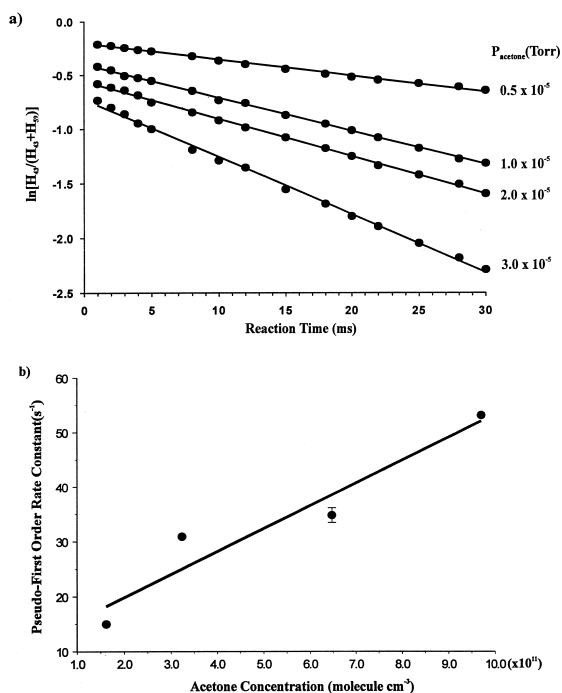 a)
P_acetone(Torr)
0.0
-0.5
-1.0
-1.5
-2.0
-2.5
ln[H₄₃/(H₄₃+H₅₉)]
0.5 x 10⁻⁵
1.0 x 10⁻⁵
2.0 x 10⁻⁵
3.0 x 10⁻⁵
0 5 10 15 20 25 30
Reaction Time (ms)
b)
60
50
40
30
20
10
Pseudo-First Order Rate Constant(s⁻¹)
1.0 2.0 3.0 4.0 5.0 6.0 7.0 8.0 9.0 10.0 (x10¹¹)
Acetone Concentration (molecule cm⁻³)